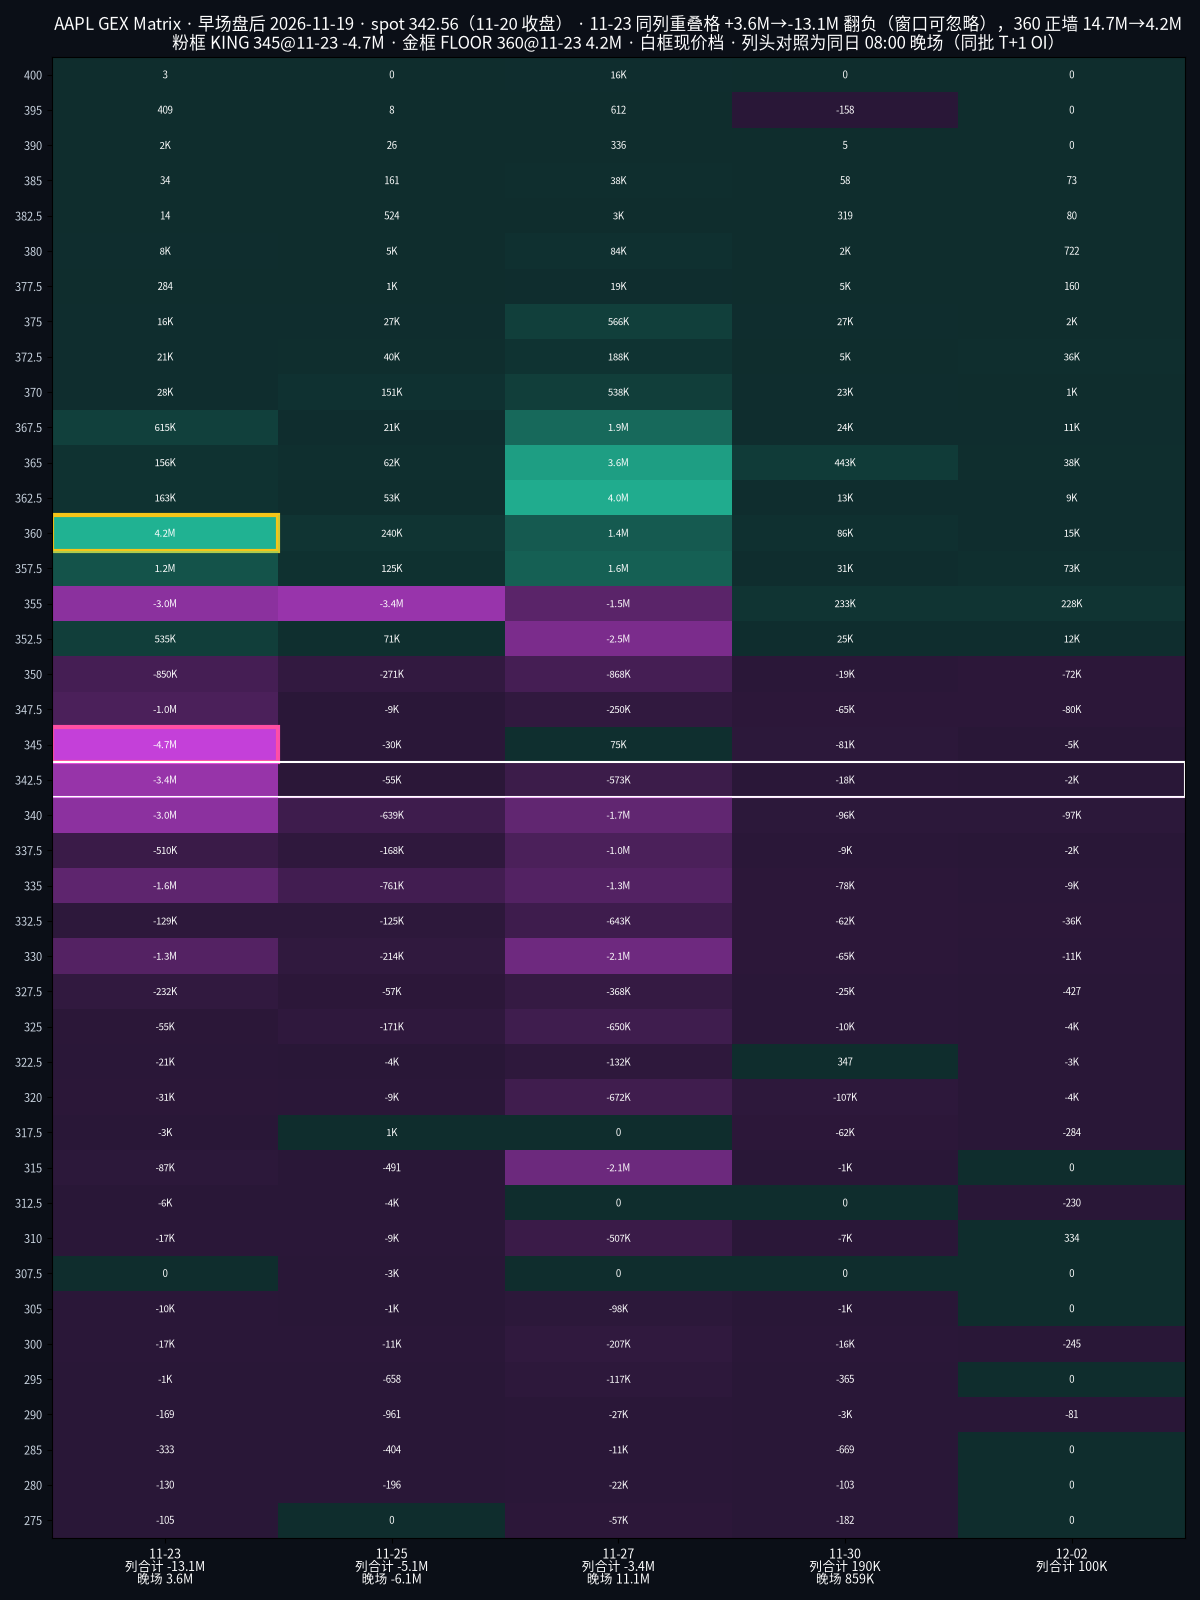 AAPL GEX Matrix · 早场盘后 2026-11-19 · spot 342.56（11-20 收盘） · 11-23 同列重叠格 +3.6M→-13.1M 翻负（窗口可忽略），360 正墙 14.7M→4.2M
粉框 KING 345@11-23 -4.7M · 金框 FLOOR 360@11-23 4.2M · 白框现价档 · 列头对照为同日 08:00 晚场（同批 T+1 OI）
400 3 0 16K 0 0
395 409 8 612 -158 0
390 2K 26 336 5 0
385 34 161 38K 58 73
382.5 14 524 3K 319 80
380 8K 5K 84K 2K 722
377.5 284 1K 19K 5K 160
375 16K 27K 566K 27K 2K
372.5 21K 40K 188K 5K 36K
370 28K 151K 538K 23K 1K
367.5 615K 21K 1.9M 24K 11K
365 156K 62K 3.6M 443K 38K
362.5 163K 53K 4.0M 13K 9K
360 4.2M 240K 1.4M 86K 15K
357.5 1.2M 125K 1.6M 31K 73K
355 -3.0M -3.4M -1.5M 233K 228K
352.5 535K 71K -2.5M 25K 12K
350 -850K -271K -868K -19K -72K
347.5 -1.0M -9K -250K -65K -80K
345 -4.7M -30K 75K -81K -5K
342.5 -3.4M -55K -573K -18K -2K
340 -3.0M -639K -1.7M -96K -97K
337.5 -510K -168K -1.0M -9K -2K
335 -1.6M -761K -1.3M -78K -9K
332.5 -129K -125K -643K -62K -36K
330 -1.3M -214K -2.1M -65K -11K
327.5 -232K -57K -368K -25K -427
325 -55K -171K -650K -10K -4K
322.5 -21K -4K -132K 347 -3K
320 -31K -9K -672K -107K -4K
317.5 -3K 1K 0 -62K -284
315 -87K -491 -2.1M -1K 0
312.5 -6K -4K 0 0 -230
310 -17K -9K -507K -7K 334
307.5 0 -3K 0 0 0
305 -10K -1K -98K -1K 0
300 -17K -11K -207K -16K -245
295 -1K -658 -117K -365 0
290 -169 -961 -27K -3K -81
285 -333 -404 -11K -669 0
280 -130 -196 -22K -103 0
275 -105 0 -57K -182 0
11-23 11-25 11-27 11-30 12-02
列合计 -13.1M 列合计 -5.1M 列合计 -3.4M 列合计 190K 列合计 100K
晚场 3.6M 晚场 -6.1M 晚场 11.1M 晚场 859K